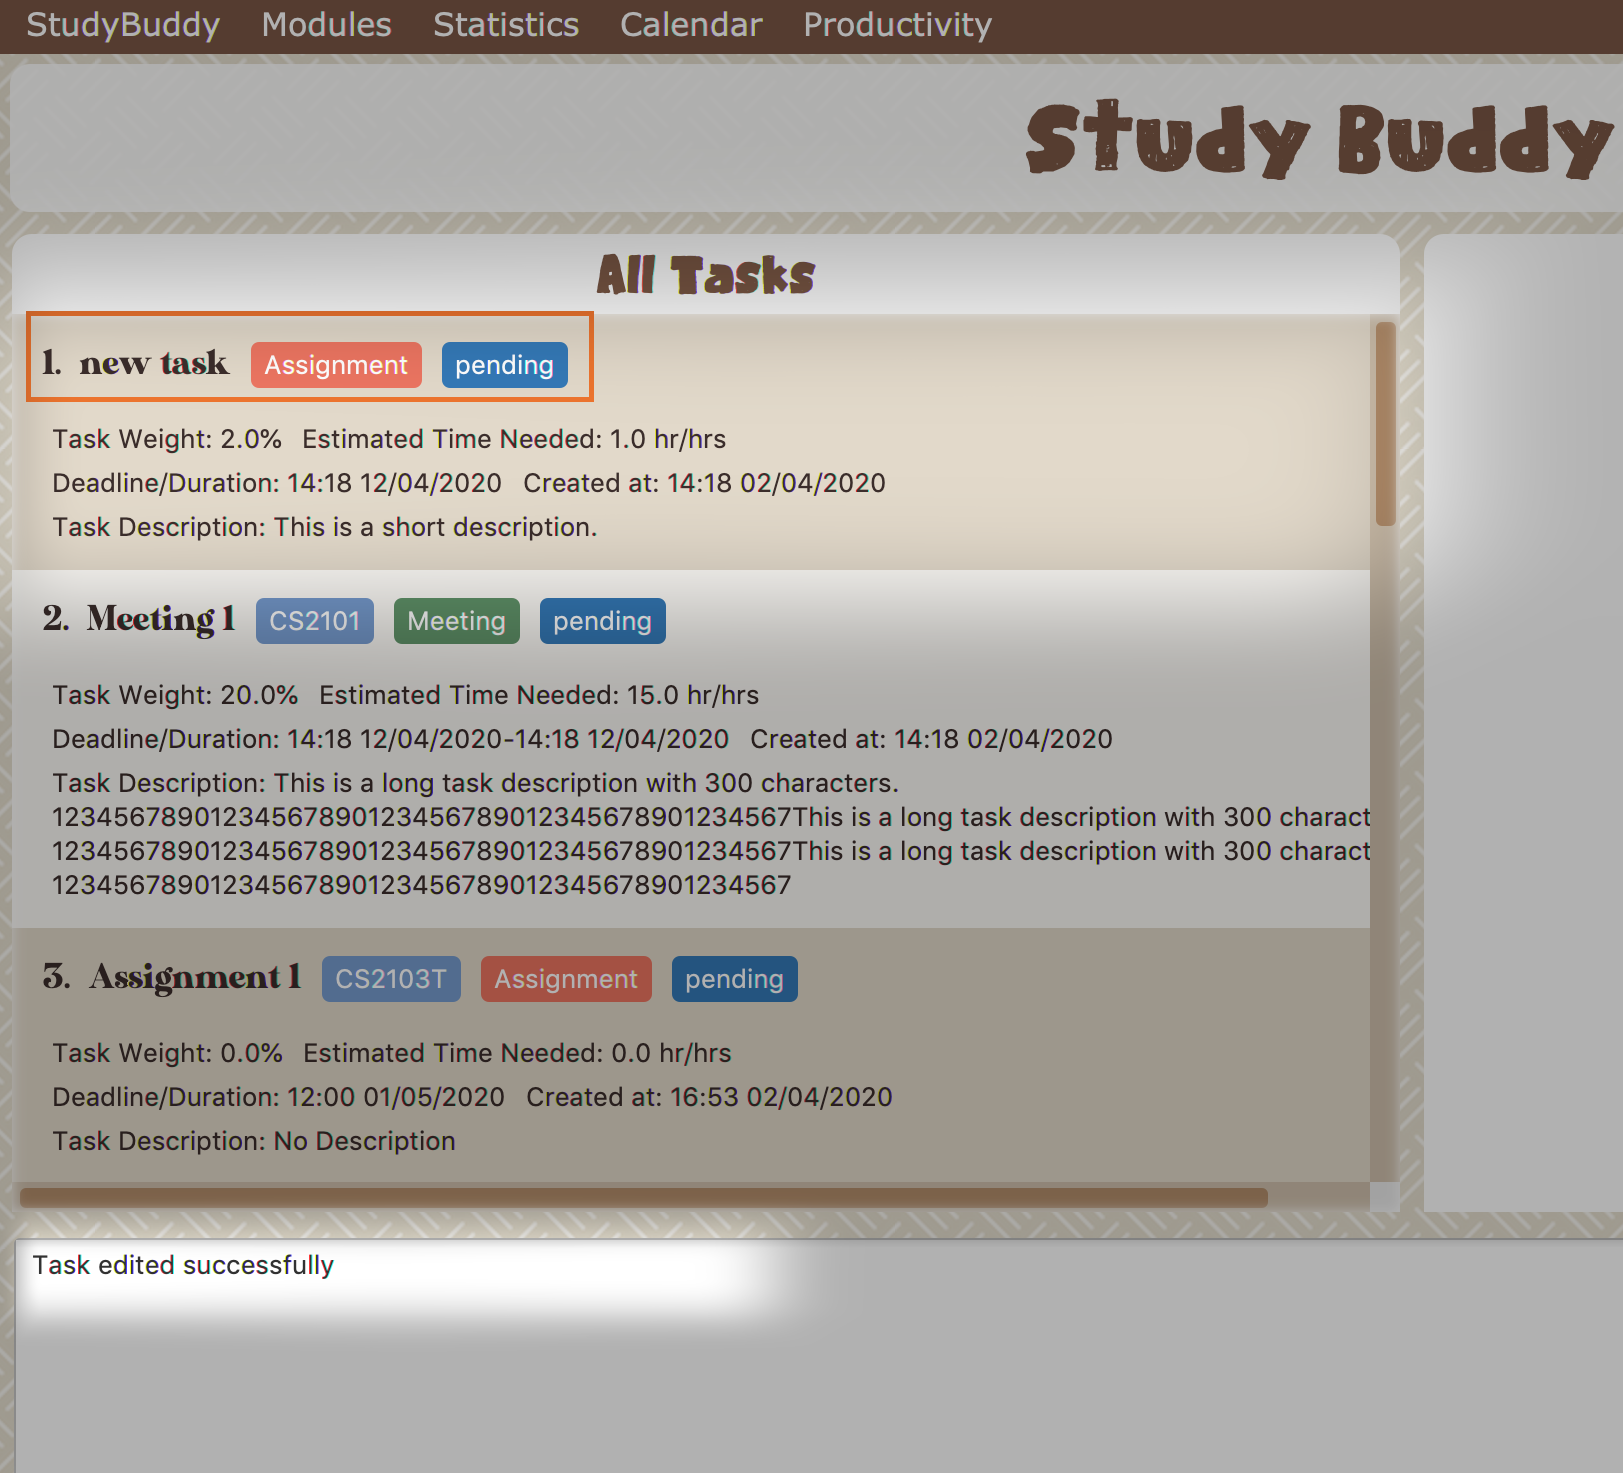 StudyBuddy Modules Statistics Calendar Productivity
Study Buddy
All Tasks
1. new task Assignment pending
Task Weight: 2.0% Estimated Time Needed: 1.0 hr/hrs
Deadline/Duration: 14:18 12/04/2020 Created at: 14:18 02/04/2020
Task Description: This is a short description.
2. Meeting 1 CS2101 Meeting pending
Task Weight: 20.0% Estimated Time Needed: 15.0 hr/hrs
Deadline/Duration: 14:18 12/04/2020-14:18 12/04/2020 Created at: 14:18 02/04/2020
Task Description: This is a long task description with 300 characters.
12345678901234567890123456789012345678901234567This is a long task description with 300 charact
12345678901234567890123456789012345678901234567This is a long task description with 300 charact
12345678901234567890123456789012345678901234567
3. Assignment 1 CS2103T Assignment pending
Task Weight: 0.0% Estimated Time Needed: 0.0 hr/hrs
Deadline/Duration: 12:00 01/05/2020 Created at: 16:53 02/04/2020
Task Description: No Description
Task edited successfully